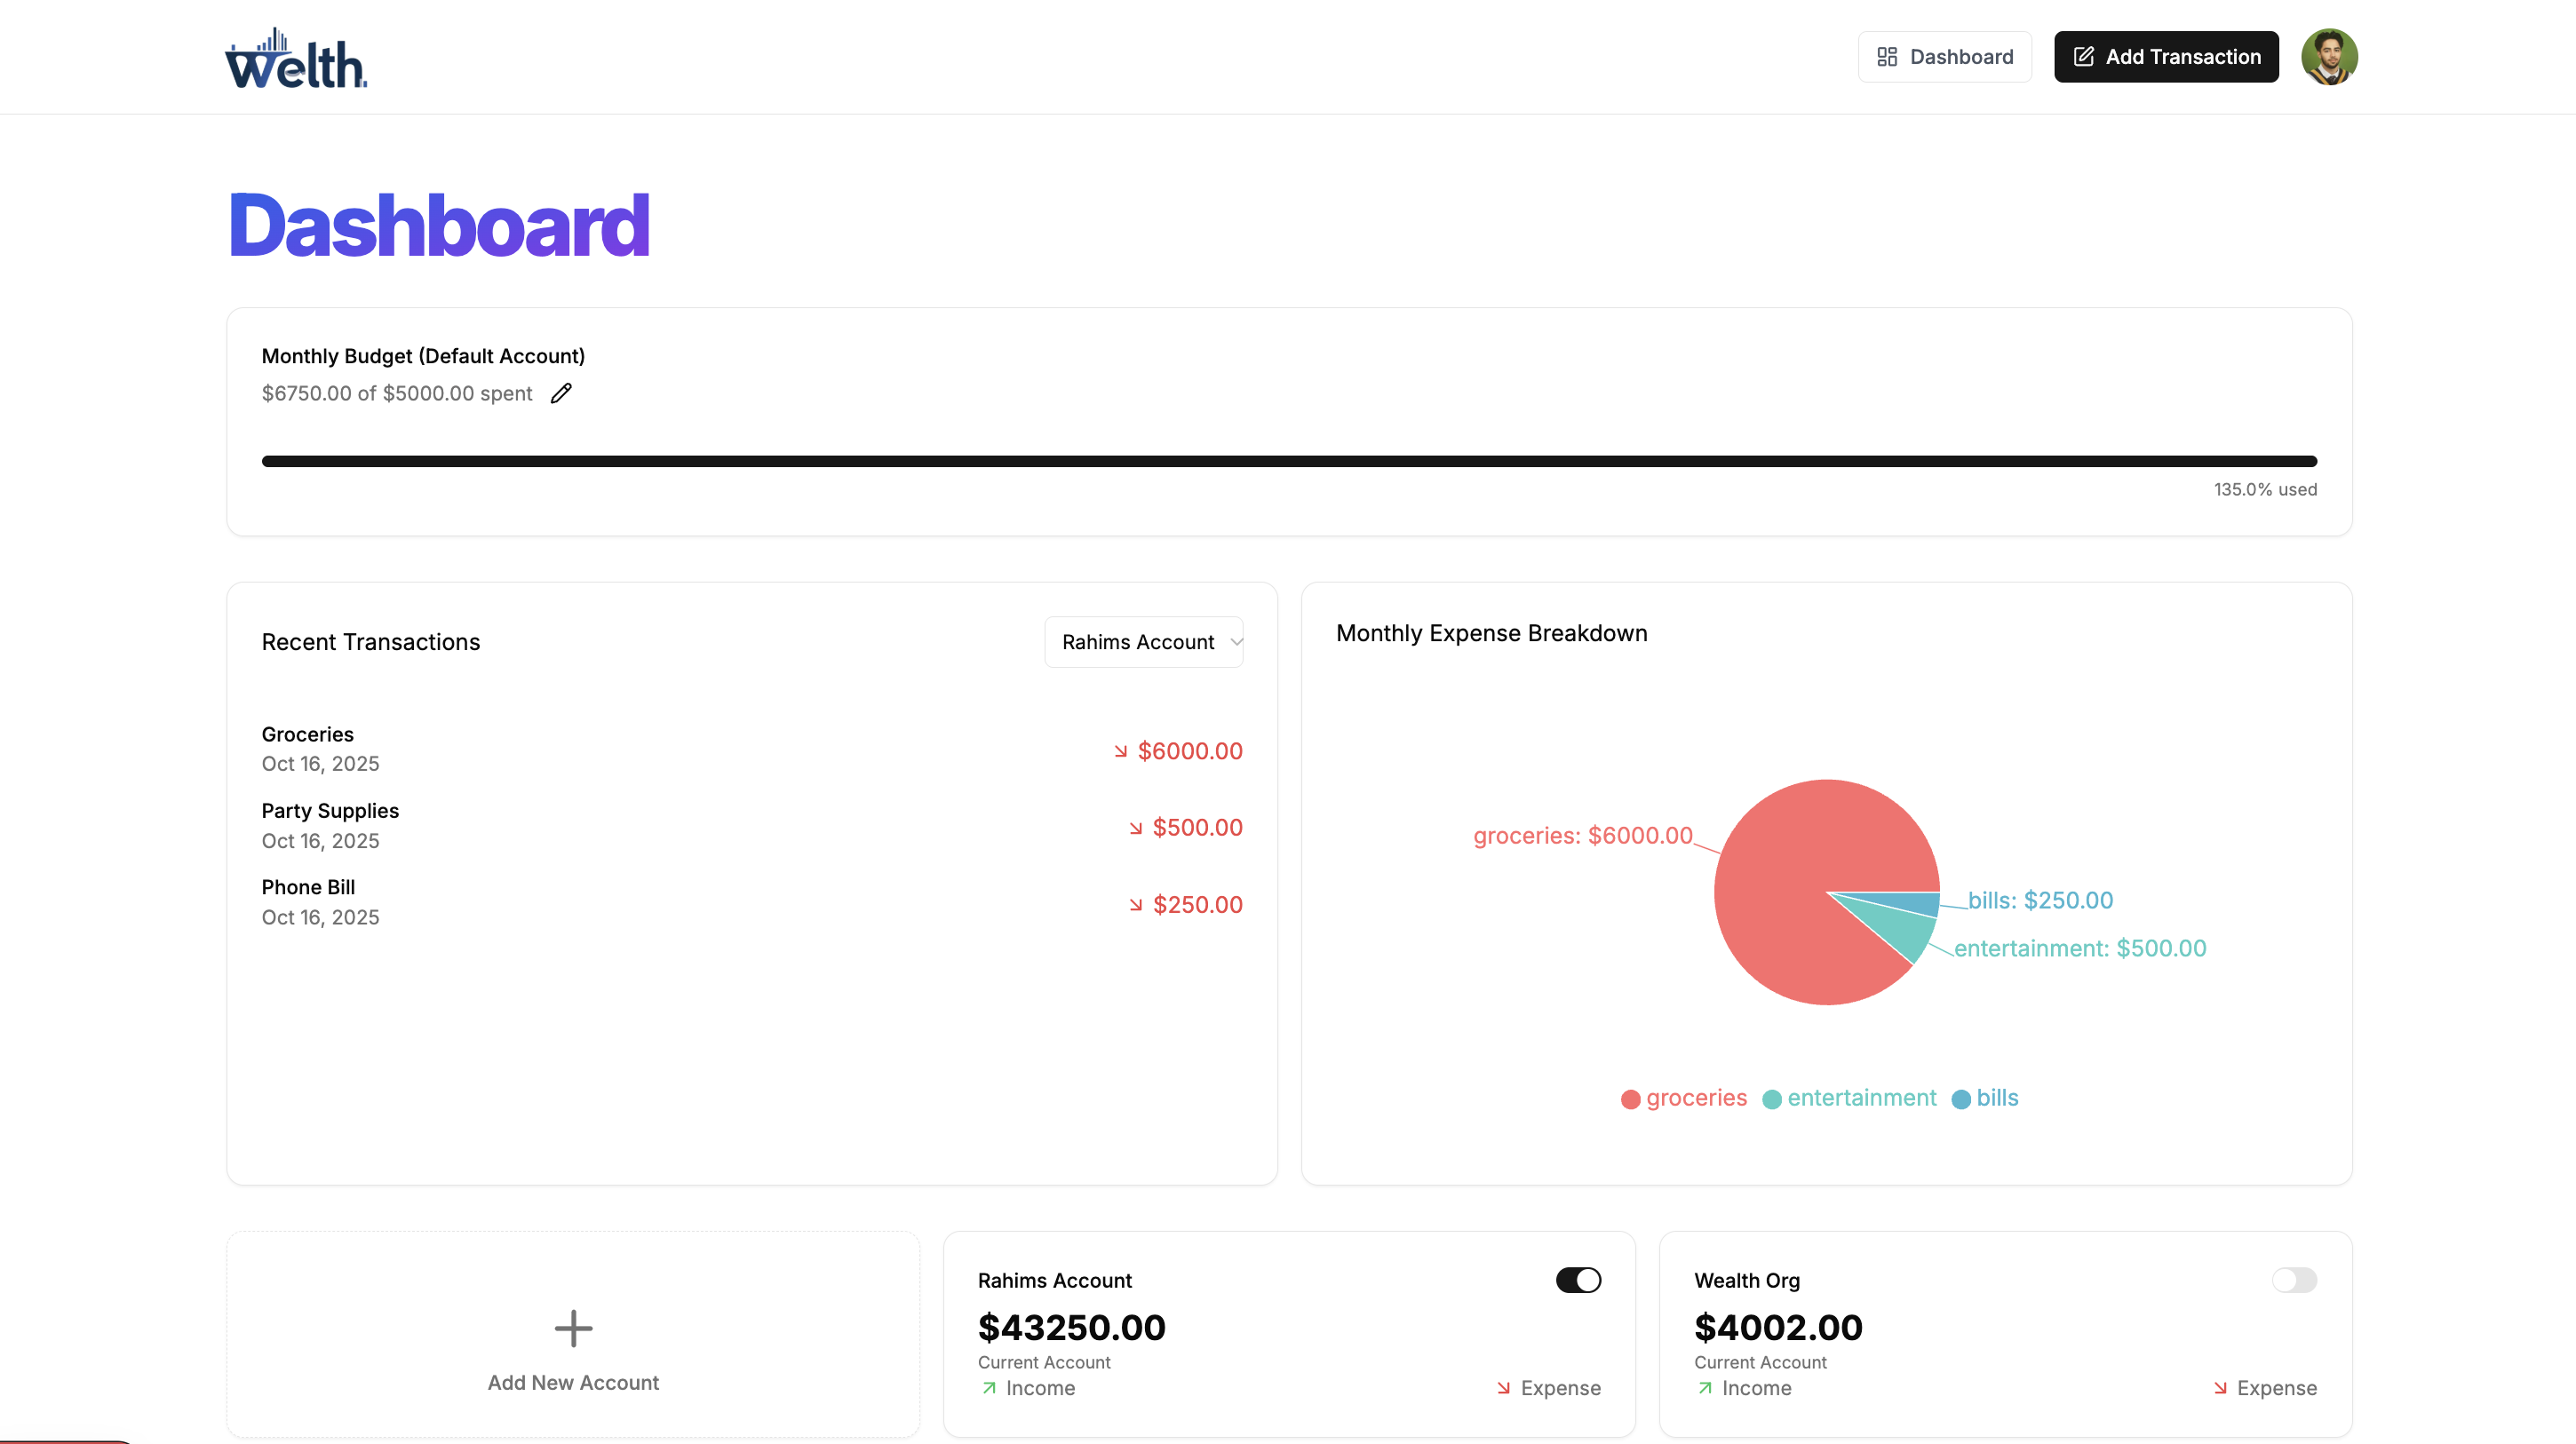 Welth.
Dashboard
Add Transaction
Dashboard
Monthly Budget (Default Account)
$6750.00 of $5000.00 spent
135.0% used
Recent Transactions
Rahims Account
Groceries
Oct 16, 2025
$6000.00
Party Supplies
Oct 16, 2025
$500.00
Phone Bill
Oct 16, 2025
$250.00
Monthly Expense Breakdown
groceries: $6000.00
bills: $250.00
entertainment: $500.00
groceries entertainment bills
Add New Account
Rahims Account
$43250.00
Current Account
Income
Expense
Wealth Org
$4002.00
Current Account
Income
Expense